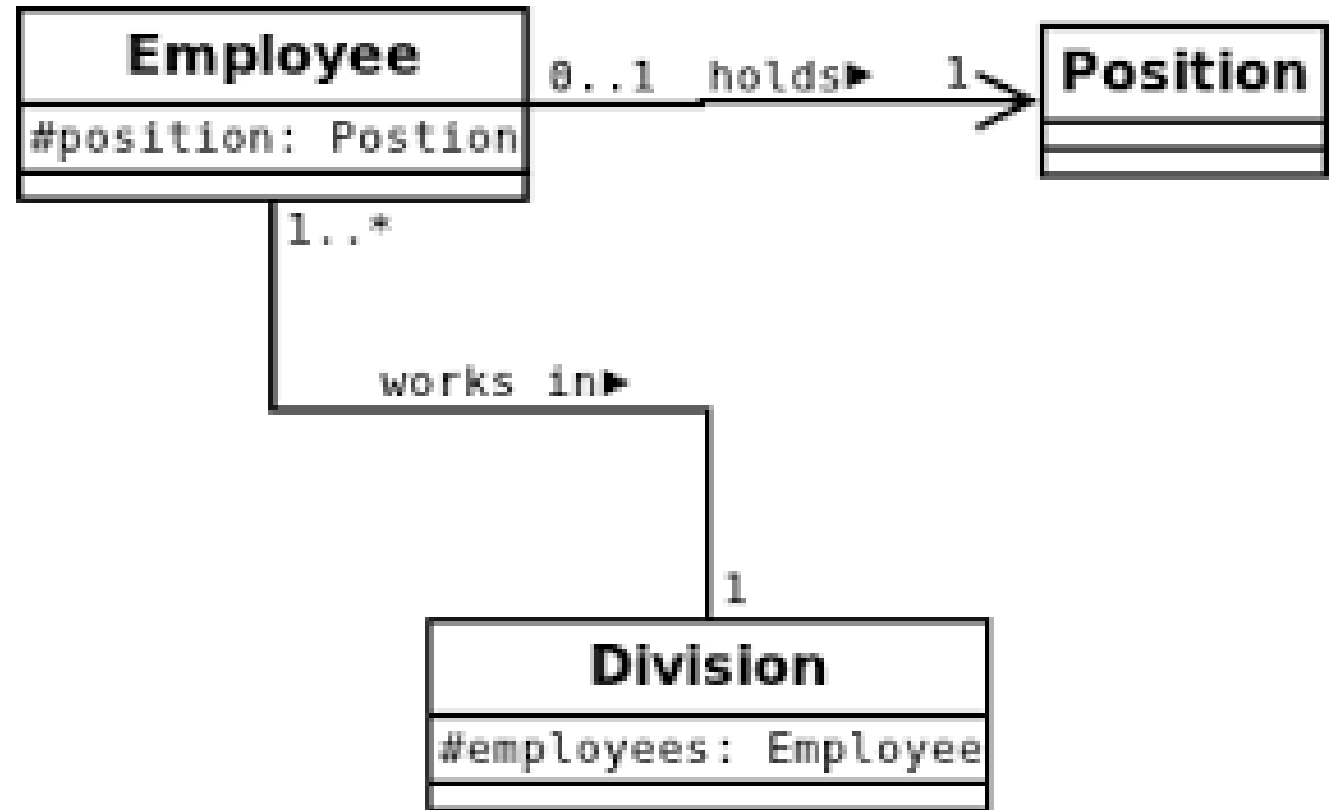 Employee
#position: Postion
0..1 holds▶ 1
Position
1..*
works in▶
1
Division
#employees: Employee